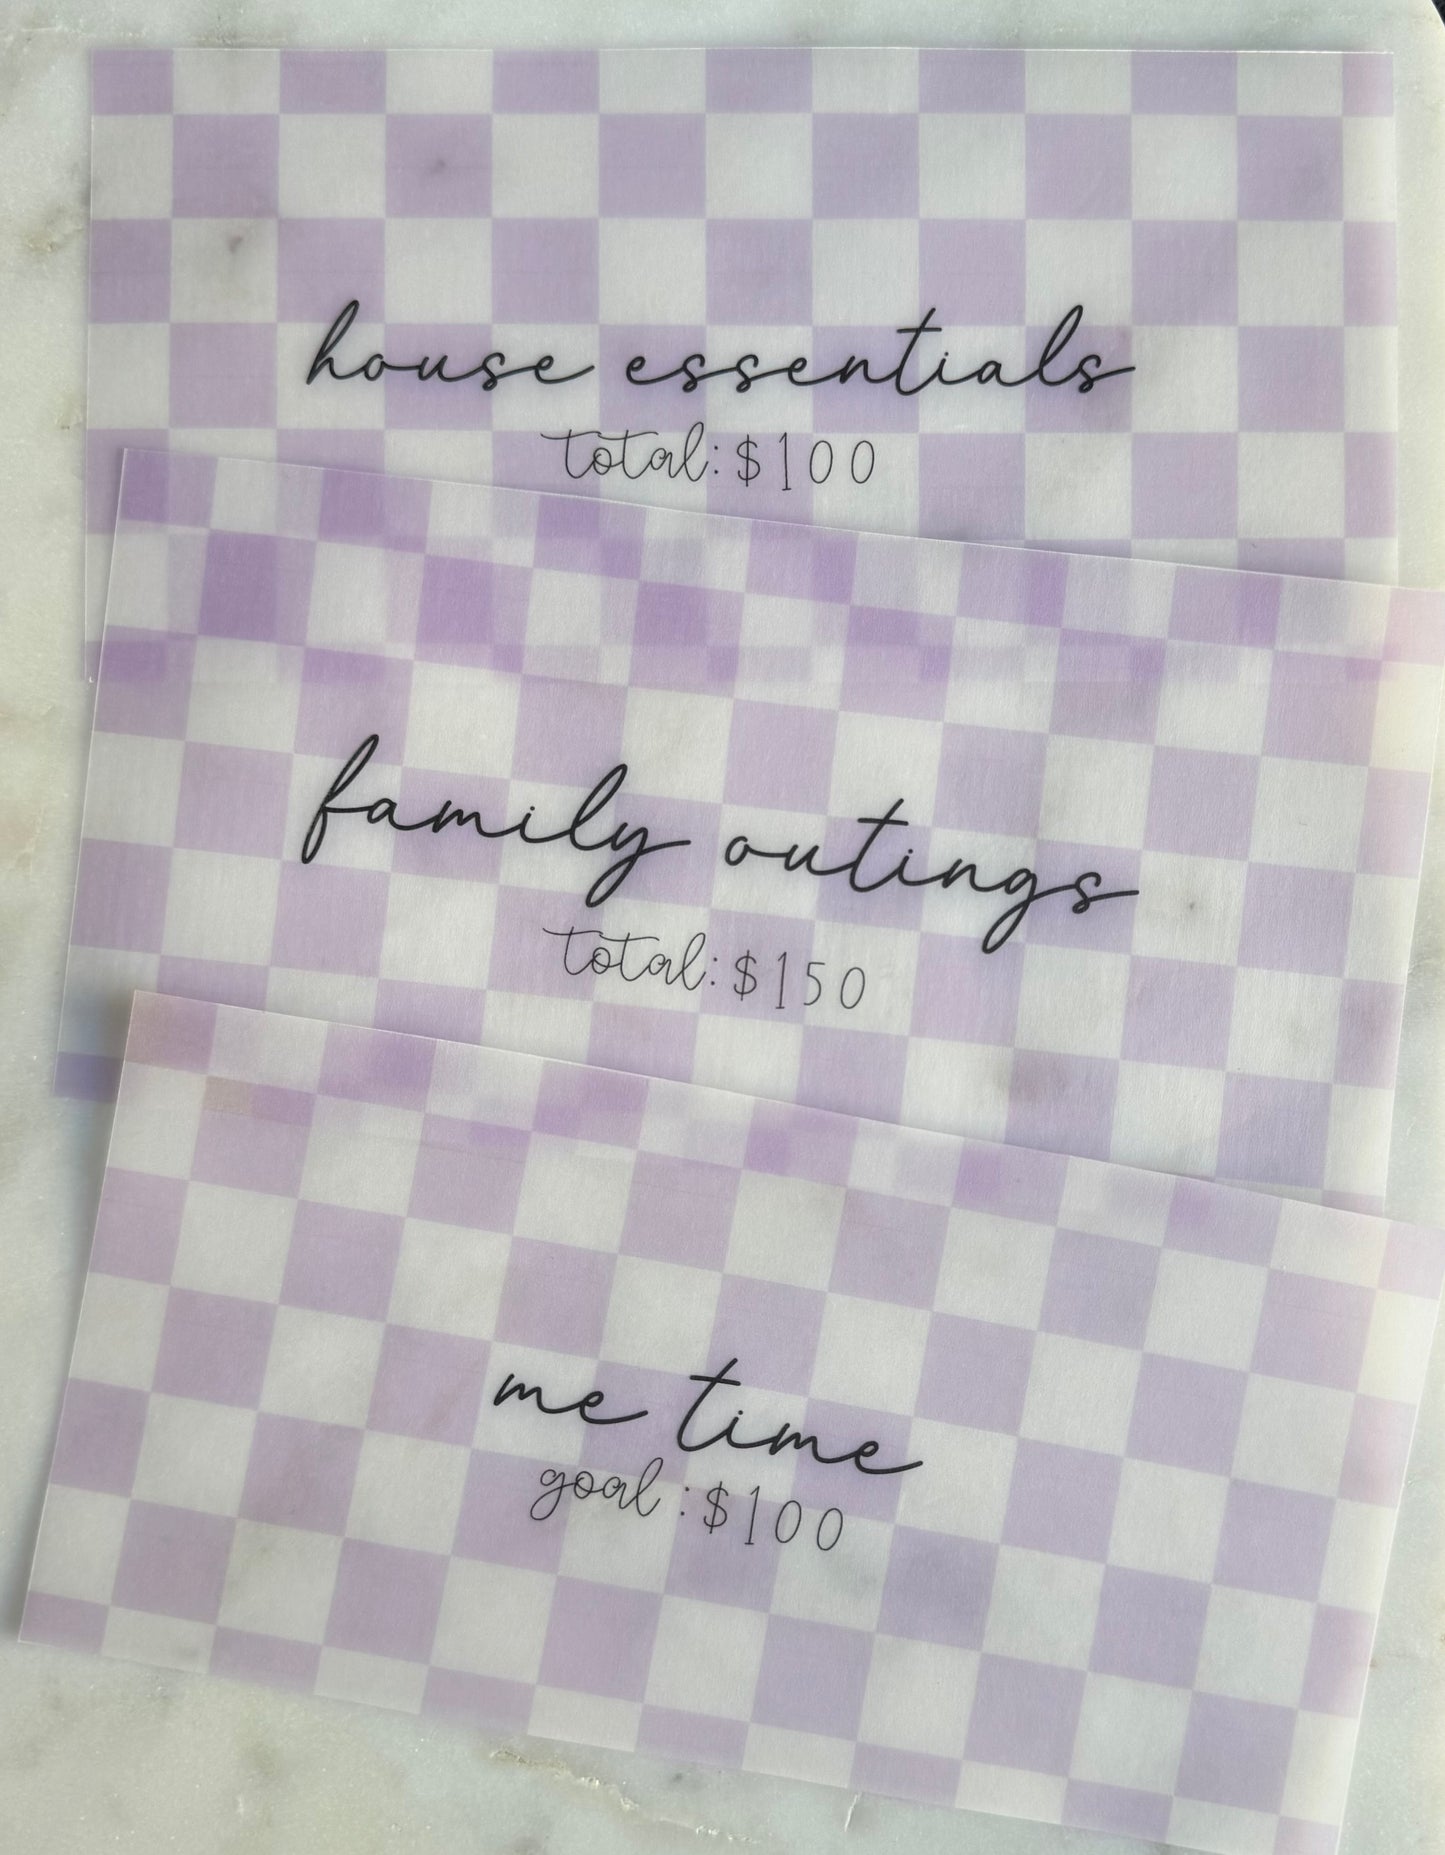 house essentials
total: $100
family outings
total: $150
me time
goal : $100